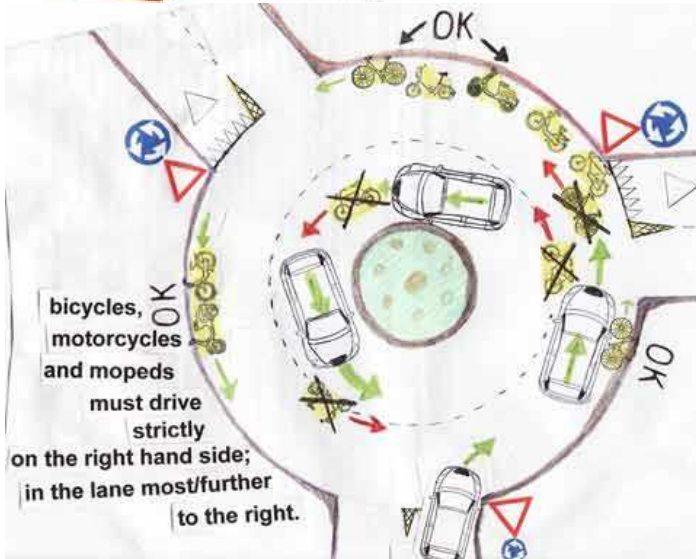 OK
OK
OK
bicycles,
motorcycles
and mopeds
must drive
strictly
on the right hand side;
in the lane most/further
to the right.